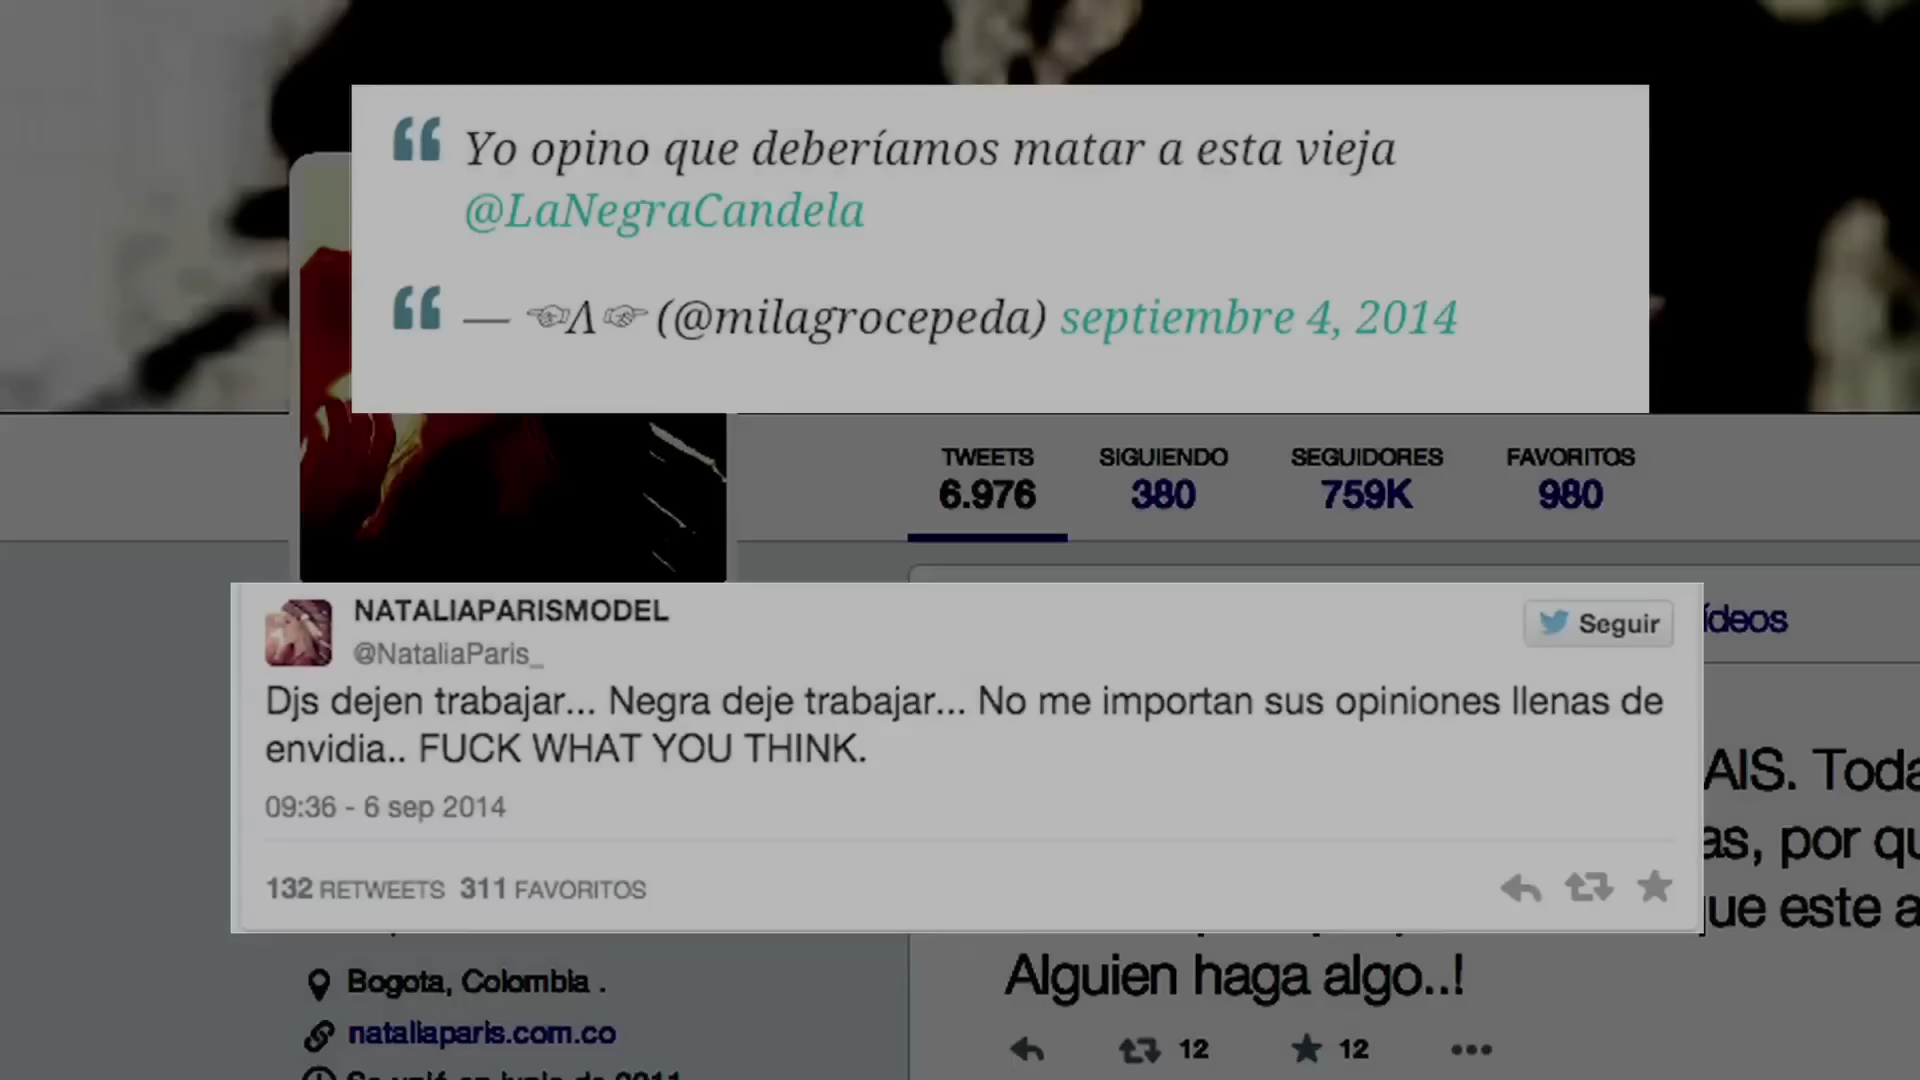 Yo opino que deberíamos matar a esta vieja
@LaNegraCandela
— ☜Λ☞ (@milagrocepeda) septiembre 4, 2014
TWEETS SIGUIENDO SEGUIDORES FAVORITOS
6.976 380 759K 980
NATALIAPARISMODEL
Seguir
@NataliaParis_
ídeos
Djs dejen trabajar... Negra deje trabajar... No me importan sus opiniones llenas de
envidia.. FUCK WHAT YOU THINK.
09:36 - 6 sep 2014
132 RETWEETS 311 FAVORITOS
AIS. Toda
as, por qu
ue este a
Alguien haga algo..!
Bogota, Colombia .
nataliaparis.com.co
12 12